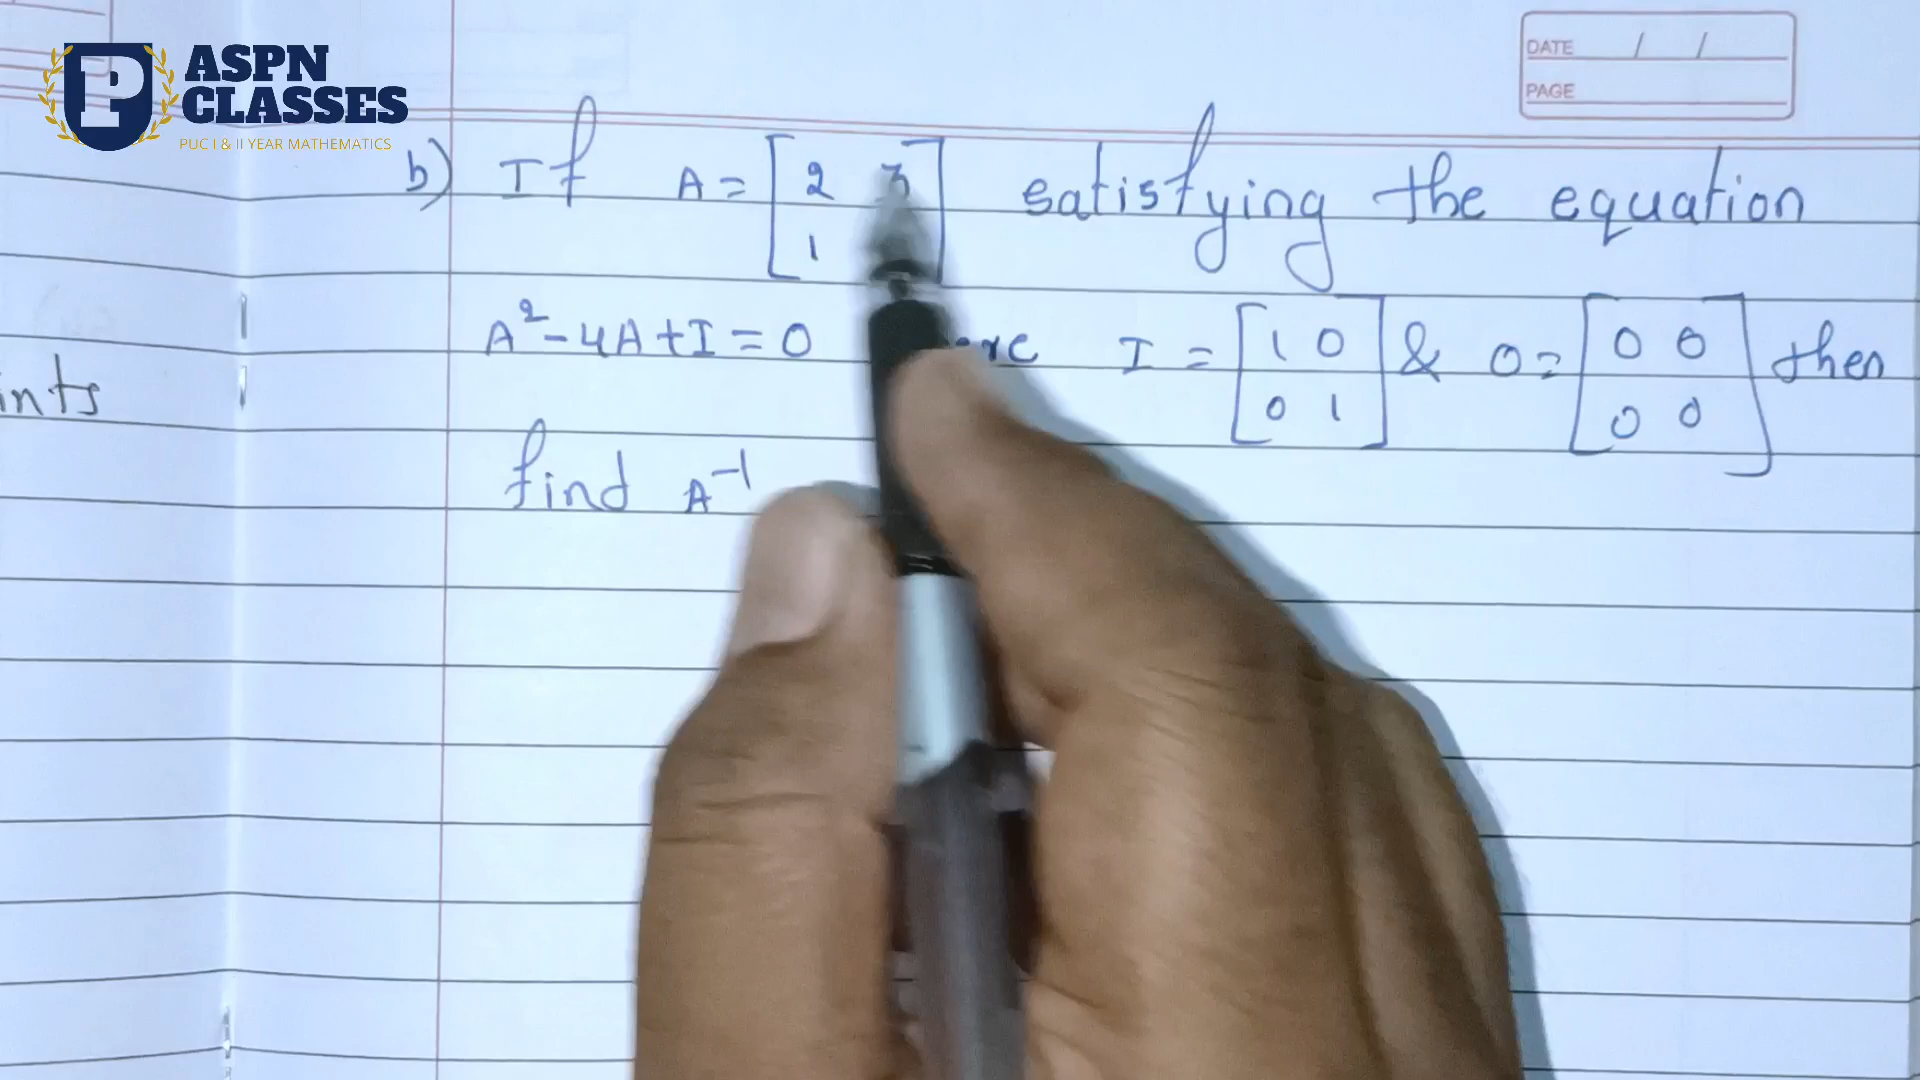 ASPN
CLASSES
PUC I & II YEAR MATHEMATICS
DATE / /
PAGE
b) If A = [2 3
1 ] satisfying the equation
A² - 4A + I = 0 I = [1 0
0 1] & 0 = [0 0
0 0] then
find A⁻¹